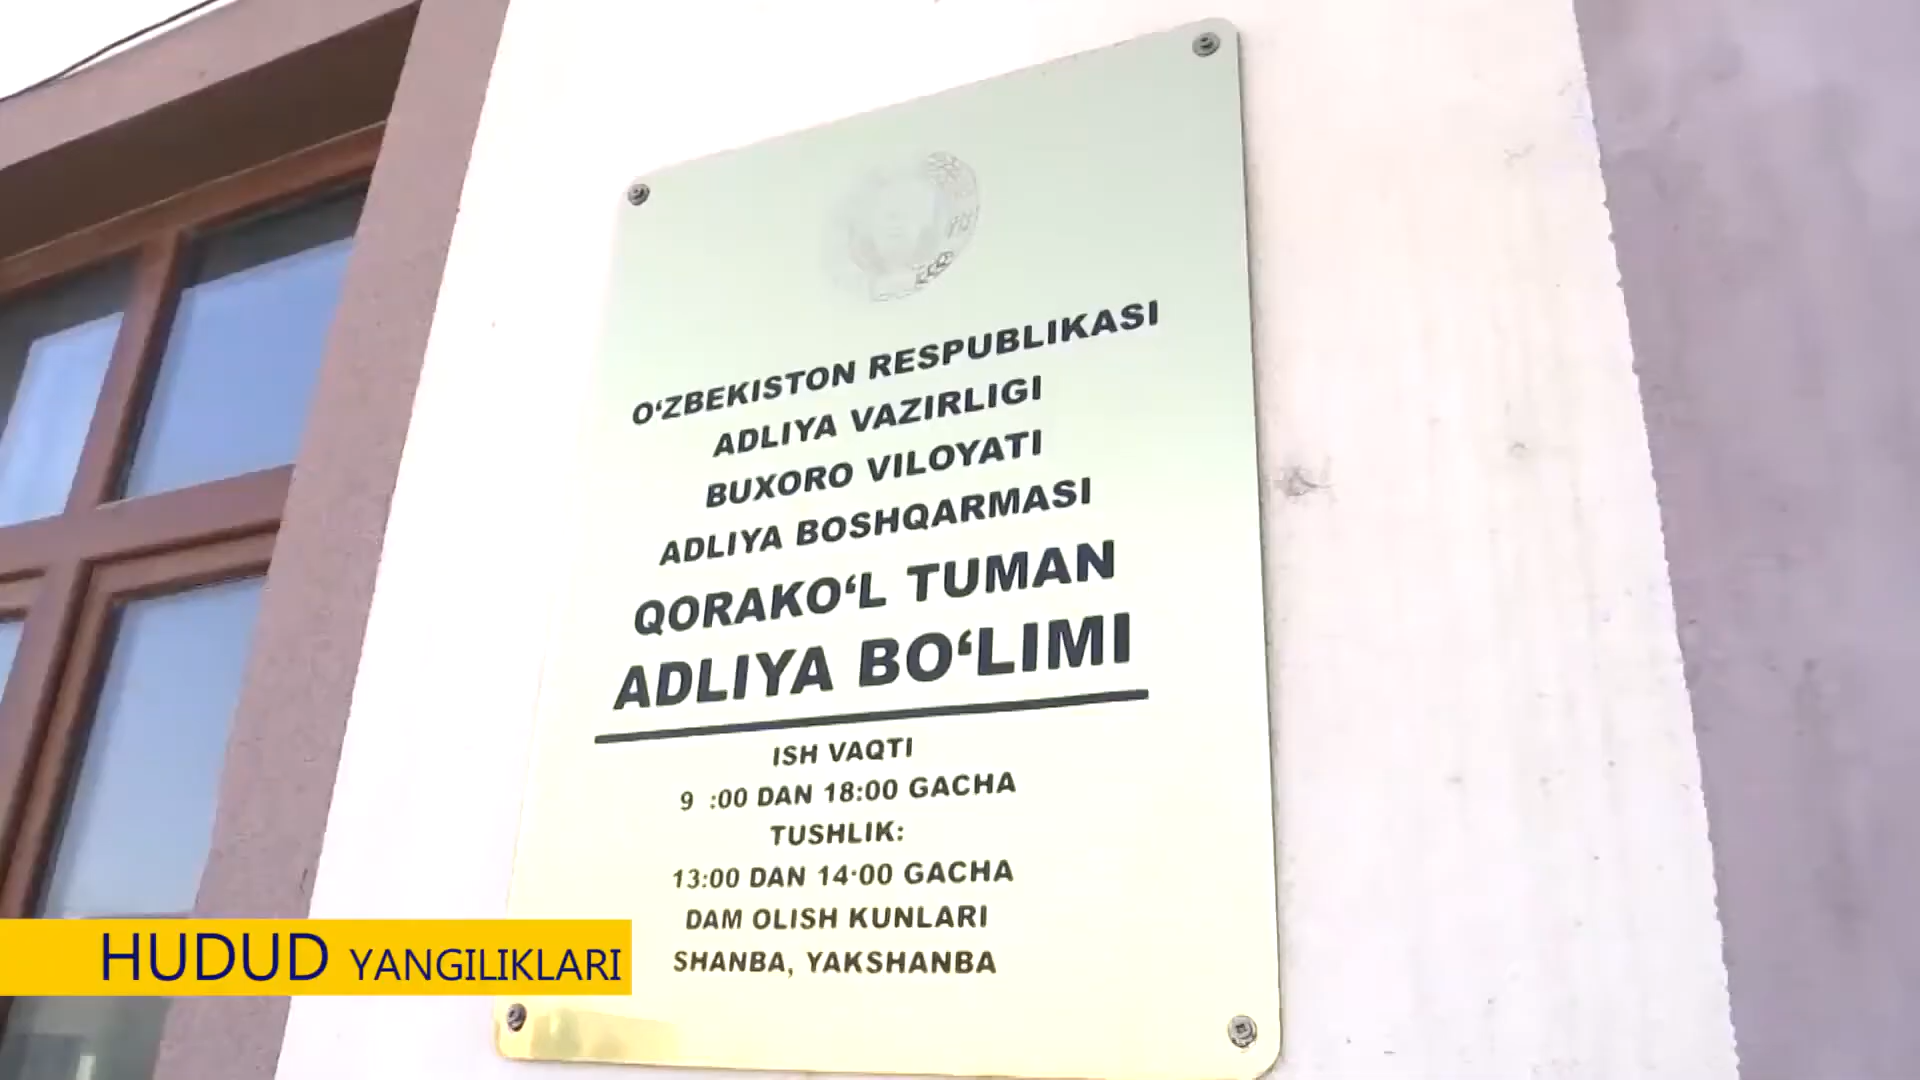 O‘ZBEKISTON RESPUBLIKASI
ADLIYA VAZIRLIGI
BUXORO VILOYATI
ADLIYA BOSHQARMASI
QORAKO‘L TUMAN
ADLIYA BO‘LIMI
ISH VAQTI
9 :00 DAN 18:00 GACHA
TUSHLIK:
13:00 DAN 14:00 GACHA
DAM OLISH KUNLARI
SHANBA, YAKSHANBA
HUDUD YANGILIKLARI